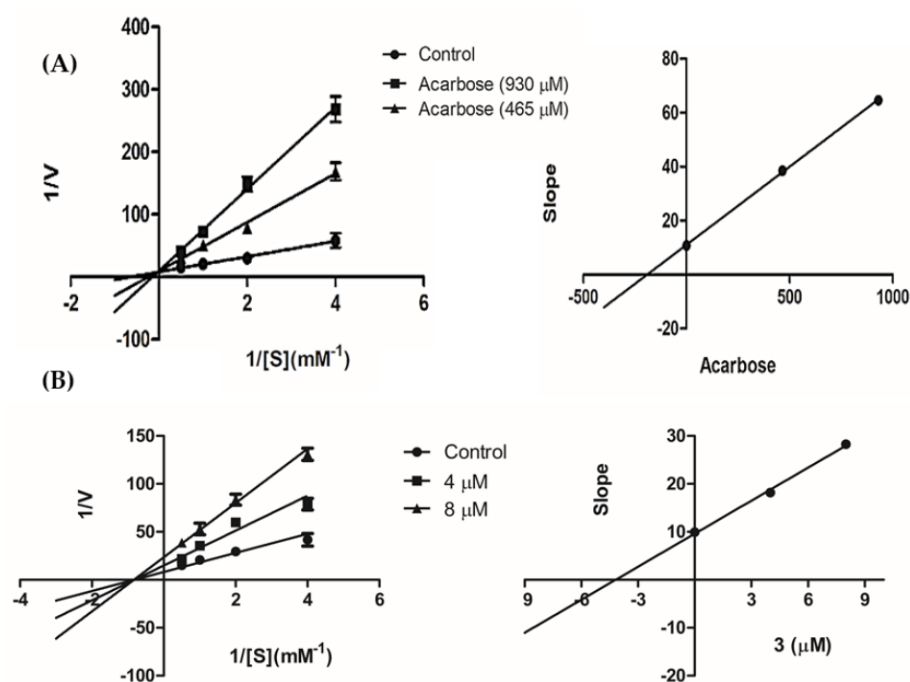 (A)
1/V
400
300
200
100
0
-100
-2
2
4
6
1/[S](mM-1)
Control
Acarbose (930 μM)
Acarbose (465 μM)
Slope
80
60
40
20
0
-20
-500
500
1000
Acarbose
(B)
1/V
150
100
50
0
-50
-100
-4
-2
2
4
6
1/[S](mM-1)
Control
4 μM
8 μM
Slope
30
20
10
0
-10
-20
9
-6
-3
3
6
9
3 (μM)